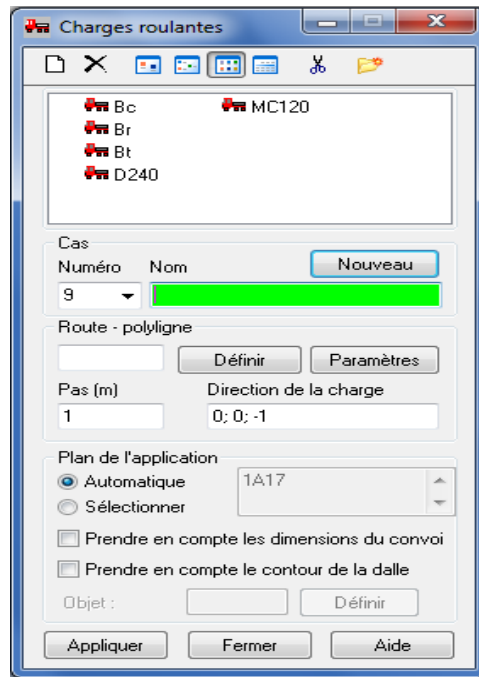 Charges roulantes
Bc MC120
Br
Bt
D240
Cas
Numéro Nom Nouveau
9
Route - polyligne
Définir Paramètres
Pas (m) Direction de la charge
1 0; 0; -1
Plan de l'application
Automatique 1A17
Sélectionner
Prendre en compte les dimensions du convoi
Prendre en compte le contour de la dalle
Objet : Définir
Appliquer Fermer Aide